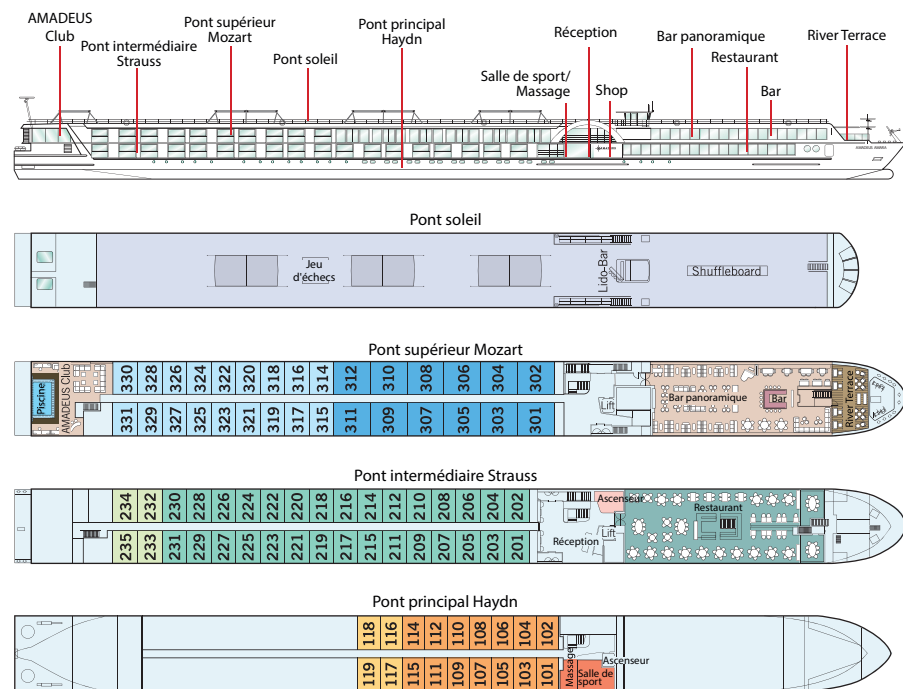 AMADEUS
Club
Pont intermédiaire
Strauss
Pont supérieur
Mozart
Pont soleil
Pont principal
Haydn
Salle de sport/
Massage
Réception
Shop
Bar panoramique
Restaurant
Bar
River Terrace
Pont soleil
Jeu
d'échecs
Lido-Bar
Shuffleboard
Pont supérieur Mozart
Piscine
AMADEUS Club
330 328 326 324 322 320 318 316 314 312 310 308 306 304 302
331 329 327 325 323 321 319 317 315 311 309 307 305 303 301
Lift
Bar panoramique
Bar
River Terrace
Pont intermédiaire Strauss
234 232 230 228 226 224 222 220 218 216 214 212 210 208 206 204 202
235 233 231 229 227 225 223 221 219 217 215 211 209 207 205 203 201
Réception
Ascenseur
Lift
Restaurant
Pont principal Haydn
118 116 114 112 110 108 106 104 102
119 117 115 111 109 107 105 103 101
Massage
Ascenseur
Salle de
sport